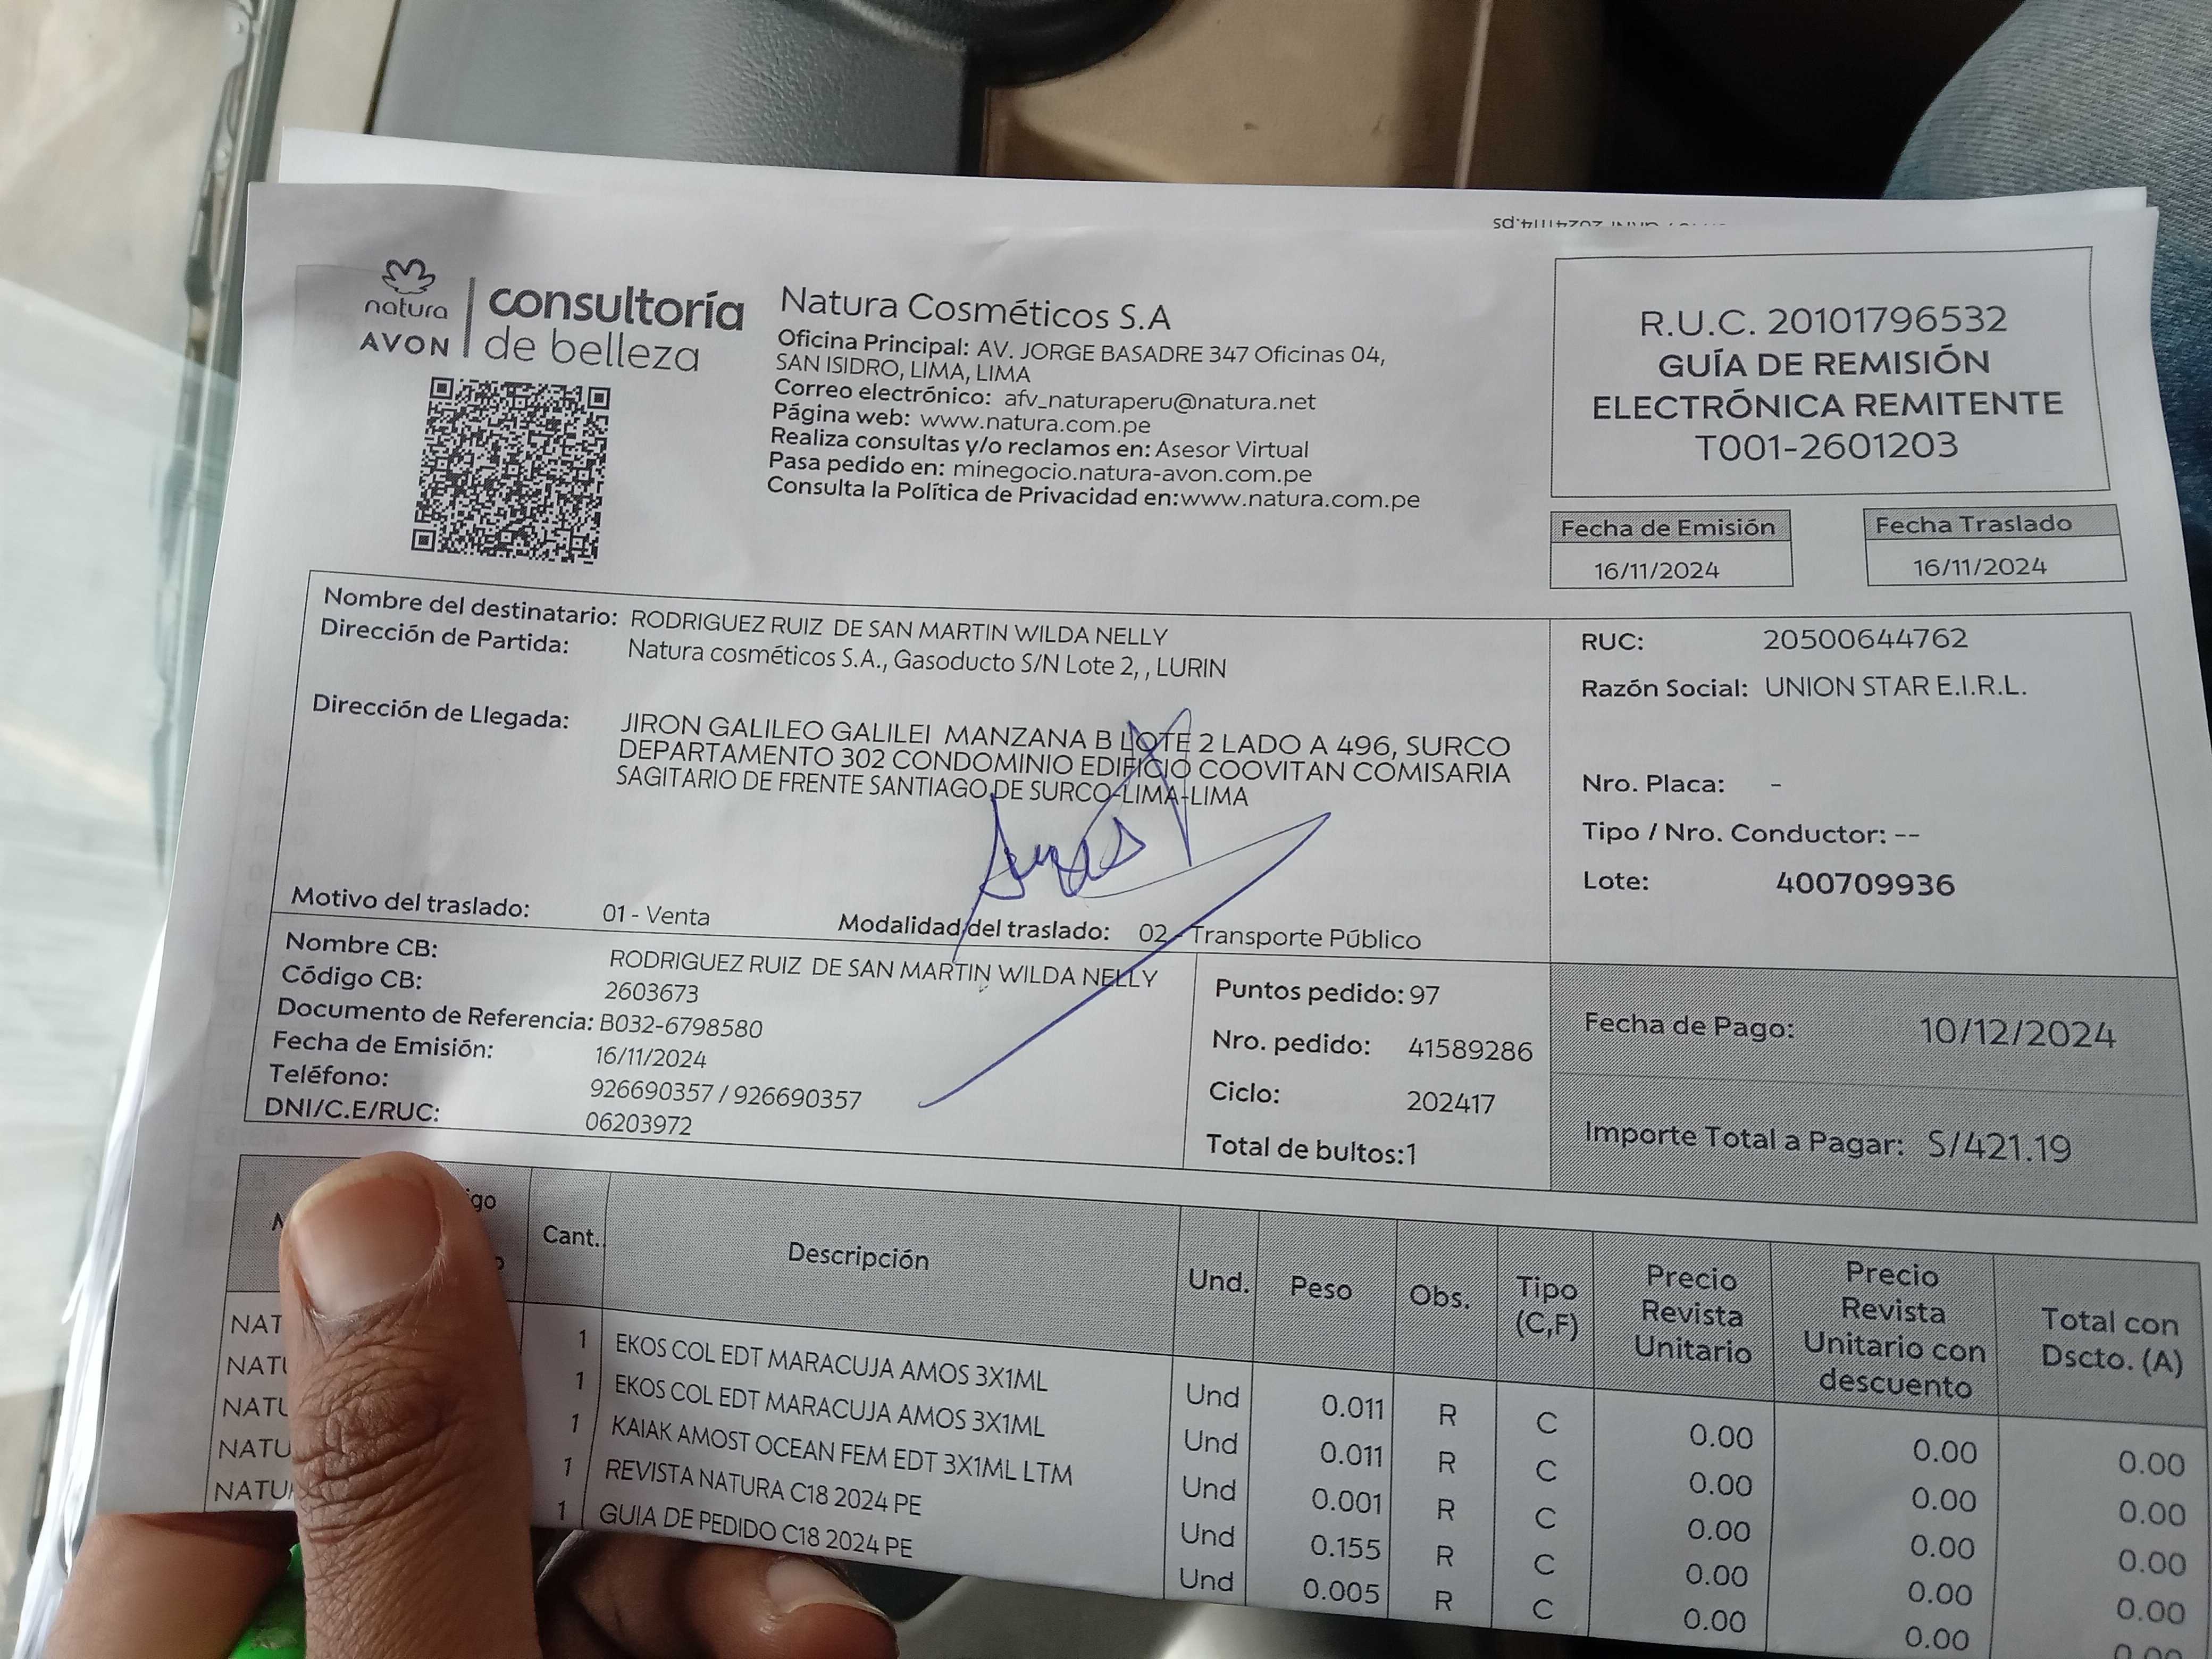 natura
AVON
consultoría
de belleza
Natura Cosméticos S.A
Oficina Principal: AV. JORGE BASADRE 347 Oficinas 04,
SAN ISIDRO, LIMA, LIMA
Correo electrónico: afv_naturaperu@natura.net
Página web: www.natura.com.pe
Realiza consultas y/o reclamos en: Asesor Virtual
Pasa pedido en: minegocio.natura-avon.com.pe
Consulta la Política de Privacidad en:www.natura.com.pe
R.U.C. 20101796532
GUÍA DE REMISIÓN
ELECTRÓNICA REMITENTE
T001-2601203
Fecha de Emisión
16/11/2024
Fecha Traslado
16/11/2024
Nombre del destinatario: RODRIGUEZ RUIZ DE SAN MARTIN WILDA NELLY
Dirección de Partida: Natura cosméticos S.A., Gasoducto S/N Lote 2, , LURIN
Dirección de Llegada: JIRON GALILEO GALILEI MANZANA B LOTE 2 LADO A 496, SURCO
DEPARTAMENTO 302 CONDOMINIO EDIFICIO COOVITAN COMISARIA
SAGITARIO DE FRENTE SANTIAGO DE SURCO-LIMA-LIMA
Motivo del traslado: 01 - Venta Modalidad del traslado: 02 - Transporte Público
RUC: 20500644762
Razón Social: UNION STAR E.I.R.L.
Nro. Placa: -
Tipo / Nro. Conductor: --
Lote: 400709936
Nombre CB: RODRIGUEZ RUIZ DE SAN MARTIN WILDA NELLY
Código CB: 2603673
Documento de Referencia: B032-6798580
Fecha de Emisión: 16/11/2024
Teléfono: 926690357 / 926690357
DNI/C.E/RUC: 06203972
Puntos pedido: 97
Nro. pedido: 41589286
Ciclo: 202417
Total de bultos:1
Fecha de Pago: 10/12/2024
Importe Total a Pagar: S/421.19
Cant. Descripción Und. Peso Obs. Tipo (C,F) Precio Revista Unitario Precio Revista Unitario con descuento Total con Dscto. (A)
1 EKOS COL EDT MARACUJA AMOS 3X1ML Und 0.011 R C 0.00 0.00 0.00
1 EKOS COL EDT MARACUJA AMOS 3X1ML Und 0.011 R C 0.00 0.00 0.00
1 KAIAK AMOST OCEAN FEM EDT 3X1ML LTM Und 0.001 R C 0.00 0.00 0.00
1 REVISTA NATURA C18 2024 PE Und 0.155 R C 0.00 0.00 0.00
1 GUIA DE PEDIDO C18 2024 PE Und 0.005 R C 0.00 0.00